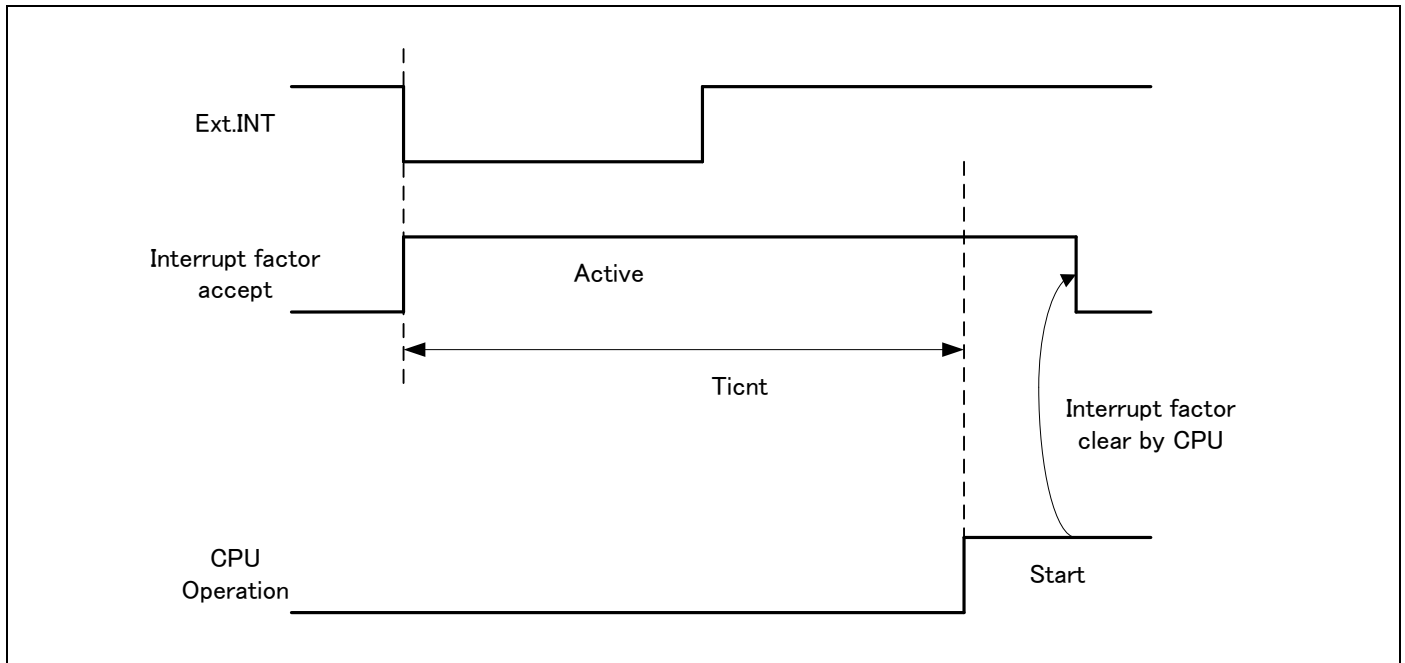 Ext.INT
Interrupt factor
accept
Active
Ticnt
Interrupt factor
clear by CPU
CPU
Operation
Start